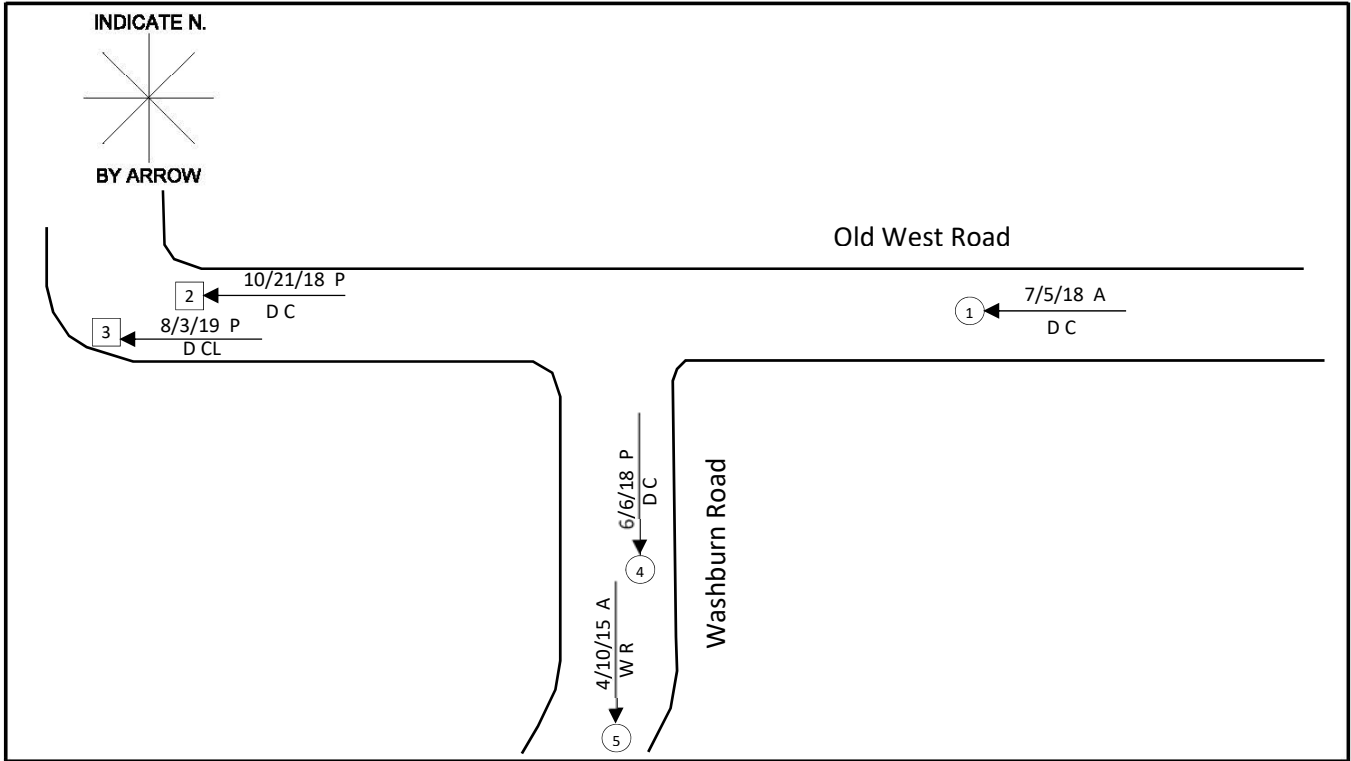 INDICATE N.
BY ARROW
Old West Road
10/21/18 P
2
D C
7/5/18 A
1
D C
8/3/19 P
3
D CL
6/6/18 P
D C
4
Washburn Road
4/10/15 A
W R
5